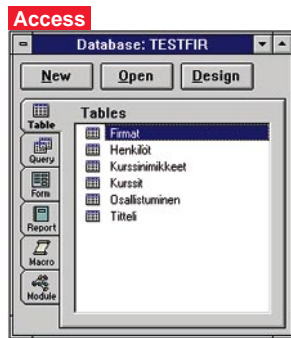 Access
Database: TESTFIR
New Open Design
Tables
Table
Query
Form
Report
Macro
Module
Firmat
Henkilöt
Kurssinimikkeet
Kurssit
Osallistuminen
Titteli